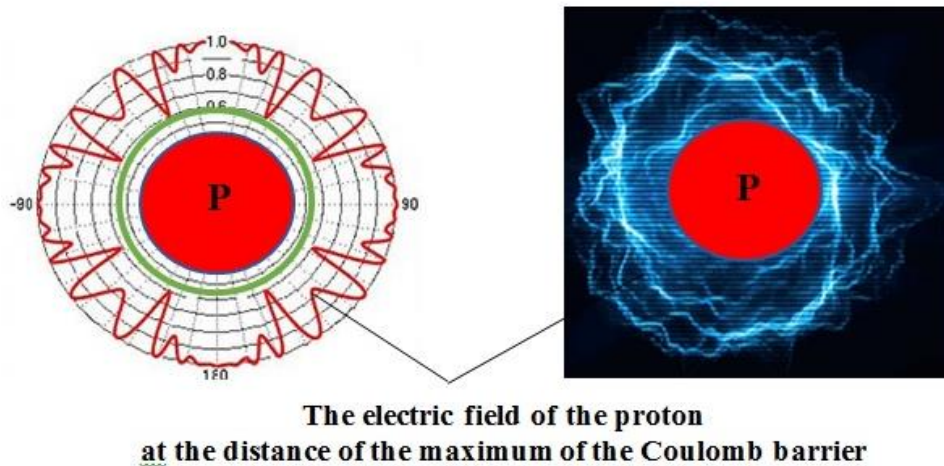 1.0
0.8
0.6
P
P
-90
90
180
The electric field of the proton
at the distance of the maximum of the Coulomb barrier